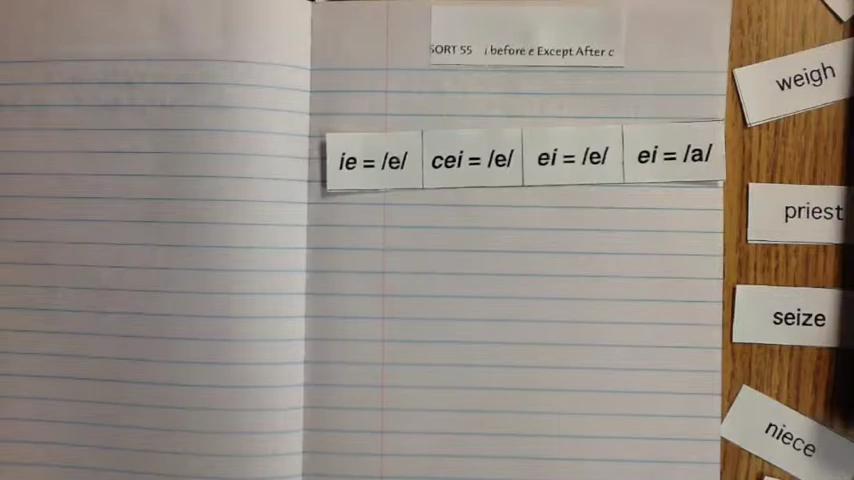 SORT 55 i before e Except After c
ie = /e/ cei = /e/ ei = /e/ ei = /a/
weigh
priest
seize
niece